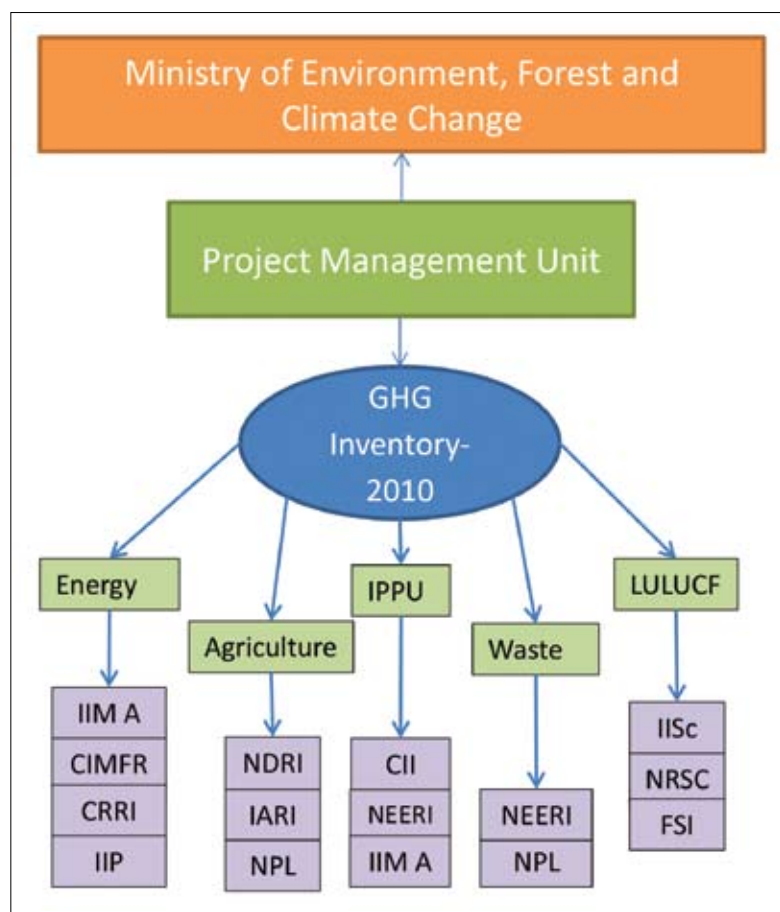 Ministry of Environment, Forest and
Climate Change
Project Management Unit
GHG
Inventory-
2010
Energy
IPPU
LULUCF
Agriculture
Waste
IIM A
CIMFR
CRRI
IIP
NDRI
IARI
NPL
CII
NEERI
IIM A
NEERI
NPL
IISc
NRSC
FSI